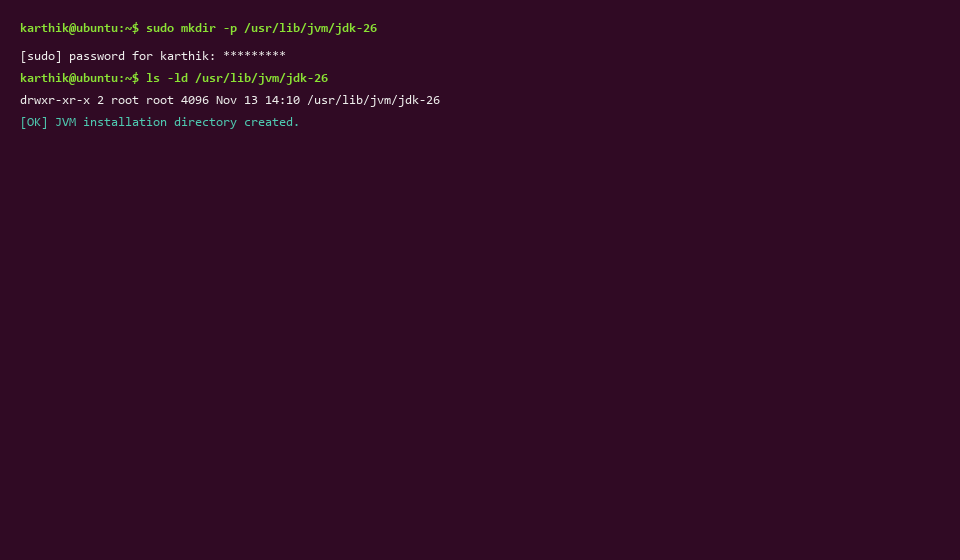 karthik@ubuntu:~$ sudo mkdir -p /usr/lib/jvm/jdk-26
[sudo] password for karthik: *********
karthik@ubuntu:~$ ls -ld /usr/lib/jvm/jdk-26
drwxr-xr-x 2 root root 4096 Nov 13 14:10 /usr/lib/jvm/jdk-26
[OK] JVM installation directory created.